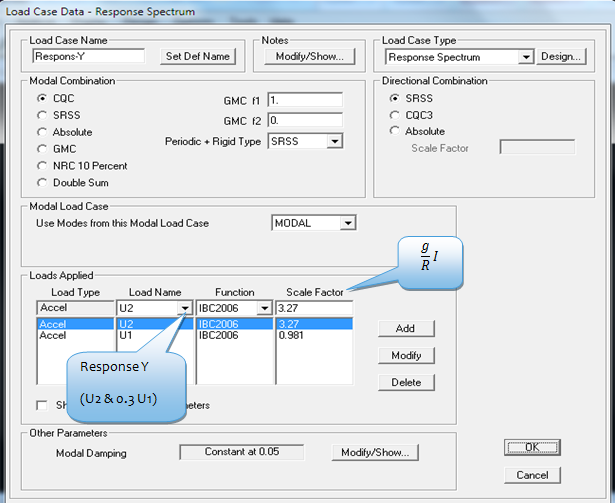 Load Case Data - Response Spectrum
Load Case Name
Respons-Y
Set Def Name
Notes
Modify/Show...
Load Case Type
Response Spectrum
Design...
Modal Combination
CQC
SRSS
Absolute
GMC
NRC 10 Percent
Double Sum
GMC f1 1.
GMC f2 0.
Periodic + Rigid Type SRSS
Directional Combination
SRSS
CQC3
Absolute
Scale Factor
Modal Load Case
Use Modes from this Modal Load Case MODAL
g/R I
Loads Applied
Load Type Load Name Function Scale Factor
Accel U2 IBC2006 3.27
Accel U2 IBC2006 3.27
Accel U1 IBC2006 0.981
Add
Modify
Delete
Response Y
(U2 & 0.3 U1)
Other Parameters
Modal Damping Constant at 0.05 Modify/Show...
OK
Cancel